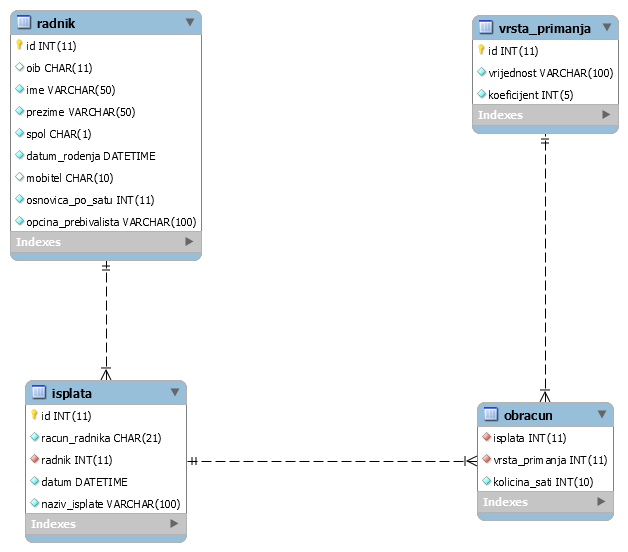 radnik
id INT(11)
oib CHAR(11)
ime VARCHAR(50)
prezime VARCHAR(50)
spol CHAR(1)
datum_rodenja DATETIME
mobitel CHAR(10)
osnovica_po_satu INT(11)
opcina_prebivalista VARCHAR(100)
Indexes
vrsta_primanja
id INT(11)
vrijednost VARCHAR(100)
koeficijent INT(5)
Indexes
isplata
id INT(11)
racun_radnika CHAR(21)
radnik INT(11)
datum DATETIME
naziv_isplate VARCHAR(100)
Indexes
obracun
isplata INT(11)
vrsta_primanja INT(11)
kolicina_sati INT(10)
Indexes